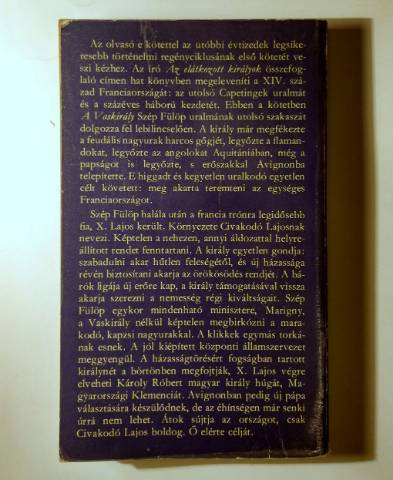 Az olvasó e kötettel az utóbbi évtizedek legsike-
resebb történelmi regényciklusának első kötetét ve-
szi kézhez. Az író Az elátkozott királyok összefog-
laló címen hat könyvben megeleveníti a XIV. szá-
zad Franciaországát: az utolsó Capetingek uralmát
és a százéves háború kezdetét. Ebben a kötetben
A Vaskirály Szép Fülöp uralmának utolsó szakaszát
dolgozza fel lebilincselően. A király már megfékezte
a feudális nagyurak harcos gőgjét, legyőzte a flaman-
dokat, legyőzte az angolokat Aquitániában, még a
papságot is legyőzte, s erőszakkal Avignonba
telepítette. E higgadt és kegyetlen uralkodó egyetlen
célt követett: meg akarta teremteni az egységes
Franciaországot.
Szép Fülöp halála után a francia trónra legidősebb
fia, X. Lajos került. Környezete Civakodó Lajosnak
nevezi. Képtelen a nehezen, annyi áldozattal helyre-
állított rendet fenntartani. A király egyetlen gondja:
szabadulni akar hűtlen feleségétől, és új házassága
révén biztosítani akarja az örökösödés rendjét. A bá-
rók ligája új erőre kap, a király támogatásával vissza
akarja szerezni a nemesség régi kiváltságait. Szép
Fülöp egykor mindenható minisztere, Marigny,
a Vaskirály nélkül képtelen megbirkózni a mara-
kodó, kapzsi nagyurakkal. A klikkek egymás torká-
nak esnek. A jól kiépített központi államszervezet
meggyengül. A házasságtörésért fogságban tartott
királynét a börtönben megfojtják, X. Lajos végre
elveheti Károly Róbert magyar király húgát, Ma-
gyarországi Klemenciát. Avignonban pedig új pápa
választására készülődnek, de az éhínségen már senki
úrrá nem lehet. Átok sújtja az országot, csak
Civakodó Lajos boldog. Ő elérte célját.